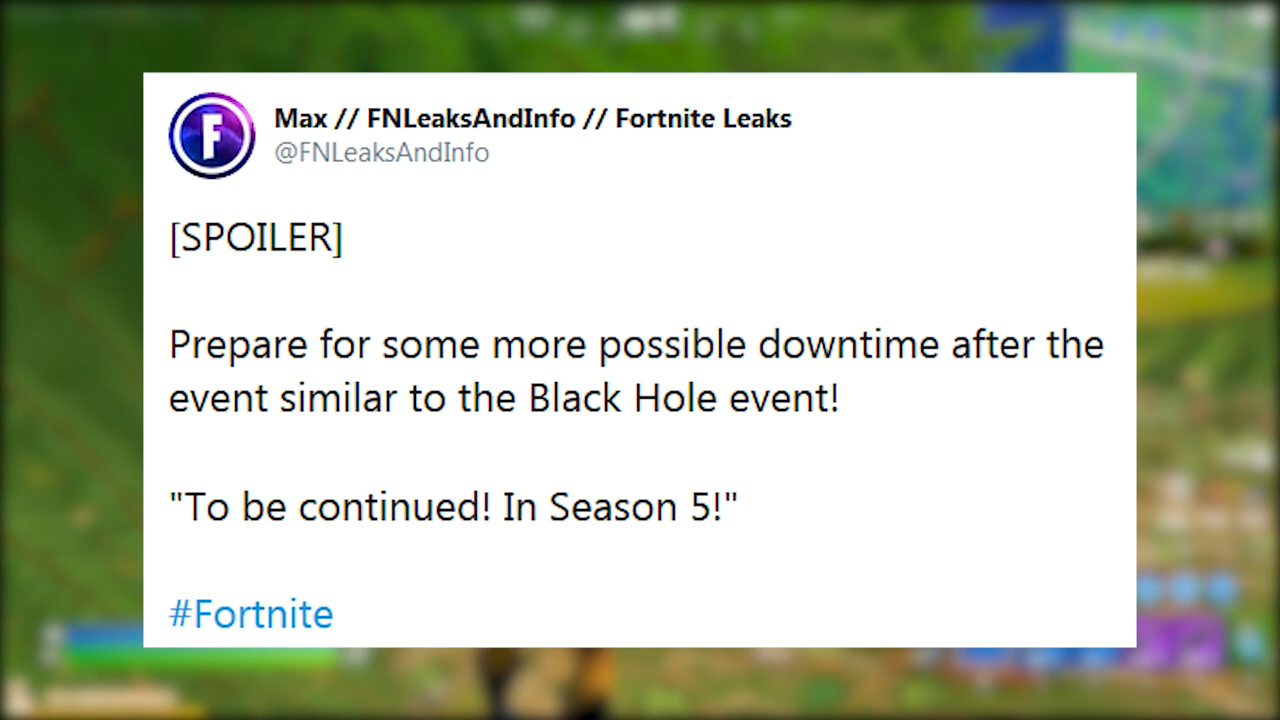 Max // FNLeaksAndInfo // Fortnite Leaks
@FNLeaksAndInfo
[SPOILER]
Prepare for some more possible downtime after the
event similar to the Black Hole event!
"To be continued! In Season 5!"
#Fortnite